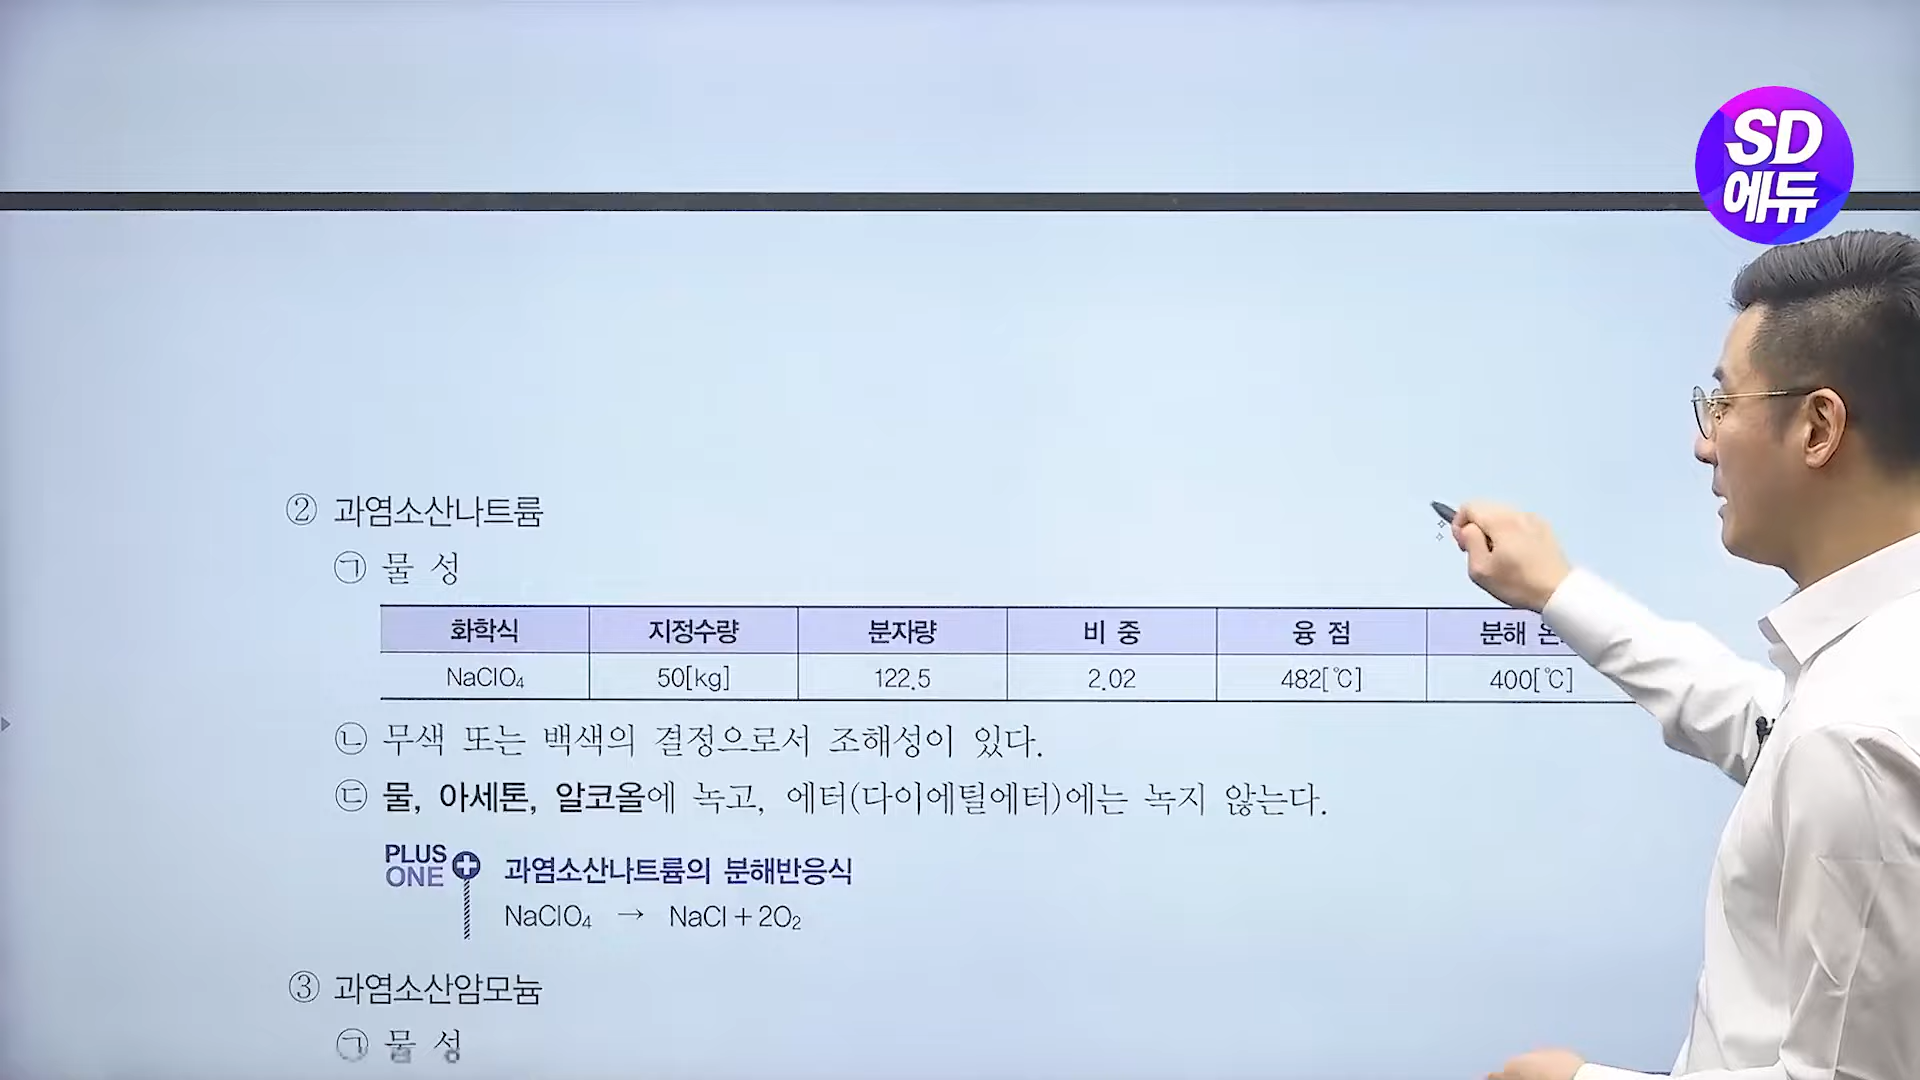 SD
에듀
② 과염소산나트륨
㉠ 물 성
화학식 지정수량 분자량 비 중 융 점 분해
NaClO₄ 50[kg] 122.5 2.02 482[℃] 400[℃]
㉡ 무색 또는 백색의 결정으로서 조해성이 있다.
㉢ 물, 아세톤, 알코올에 녹고, 에터(다이에틸에터)에는 녹지 않는다.
PLUS
ONE
과염소산나트륨의 분해반응식
NaClO₄ → NaCl + 2O₂
③ 과염소산암모늄
㉠ 물 성